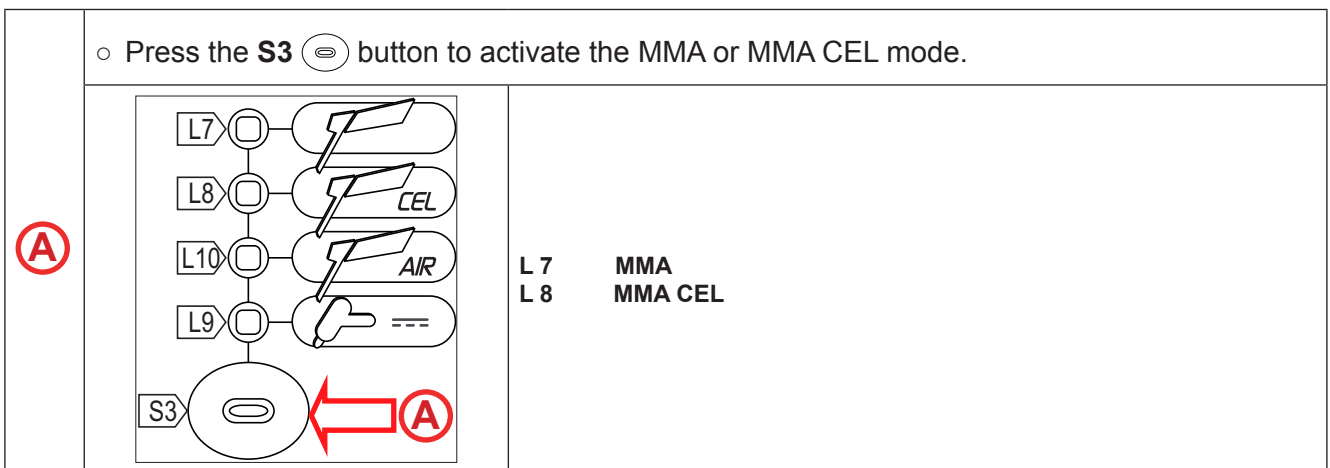 ○ Press the S3 button to activate the MMA or MMA CEL mode.
A
L7
L8
CEL
L10
AIR
L9
S3
A
L 7 MMA
L 8 MMA CEL